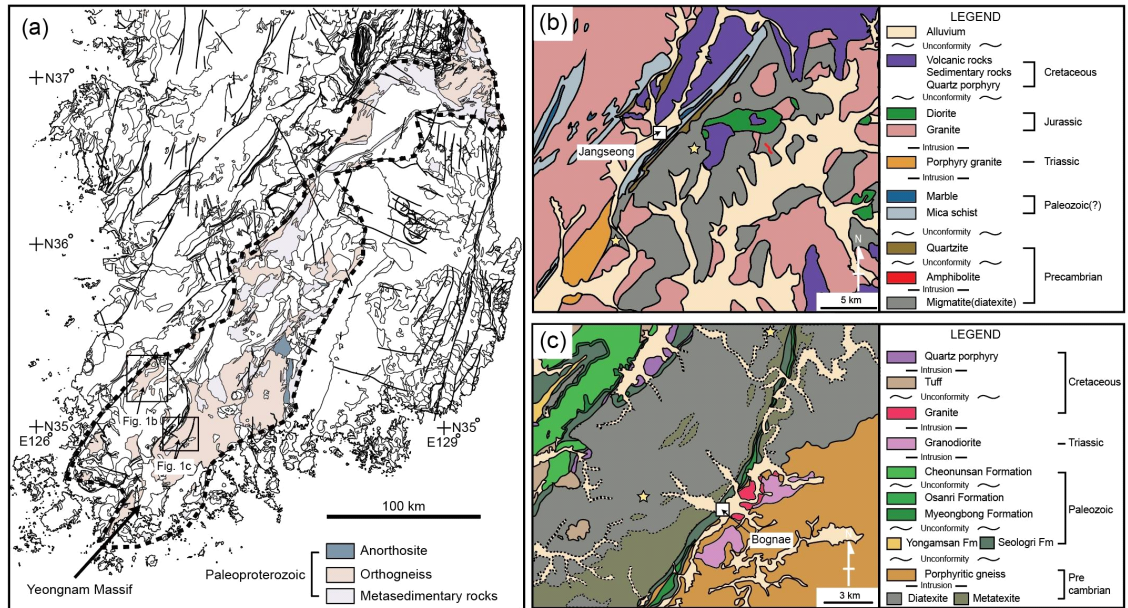 (a)
N37°
N36°
N35°
E126°
N35°
E129°
Fig. 1b
Fig. 1c
100 km
Yeongnam Massif
Paleoproterozoic
Anorthosite
Orthogneiss
Metasedimentary rocks
(b)
Jangseong
N
5 km
LEGEND
Alluvium
Unconformity
Volcanic rocks
Sedimentary rocks
Quartz porphyry
Cretaceous
Unconformity
Diorite
Granite
Jurassic
Intrusion
Porphyry granite
Triassic
Intrusion
Marble
Mica schist
Paleozoic(?)
Unconformity
Quartzite
Unconformity
Amphibolite
Intrusion
Migmatite(diatexite)
Precambrian
(c)
Bognae
3 km
LEGEND
Quartz porphyry
Intrusion
Tuff
Unconformity
Granite
Cretaceous
Intrusion
Granodiorite
Triassic
Intrusion
Cheonunsan Formation
Unconformity
Osanri Formation
Myeongbong Formation
Unconformity
Yongamsan Fm
Seologri Fm
Paleozoic
Unconformity
Porphyritic gneiss
Intrusion
Diatexite
Metatexite
Pre
cambrian